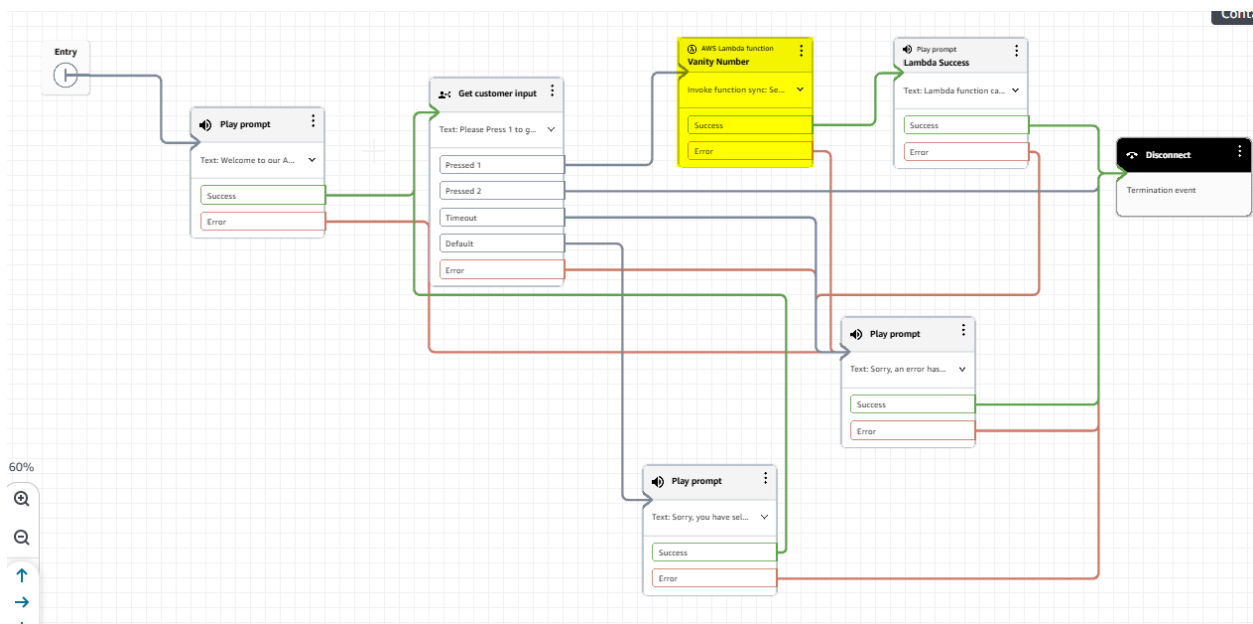 Cont
Entry
Play prompt
Text: Welcome to our A...
Success
Error
Get customer input
Text: Please Press 1 to g...
Pressed 1
Pressed 2
Timeout
Default
Error
AWS Lambda function
Vanity Number
Invoke function sync: Se...
Success
Error
Play prompt
Lambda Success
Text: Lambda function ca...
Success
Error
Disconnect
Termination event
Play prompt
Text: Sorry, an error has...
Success
Error
Play prompt
Text: Sorry, you have sel...
Success
Error
60%